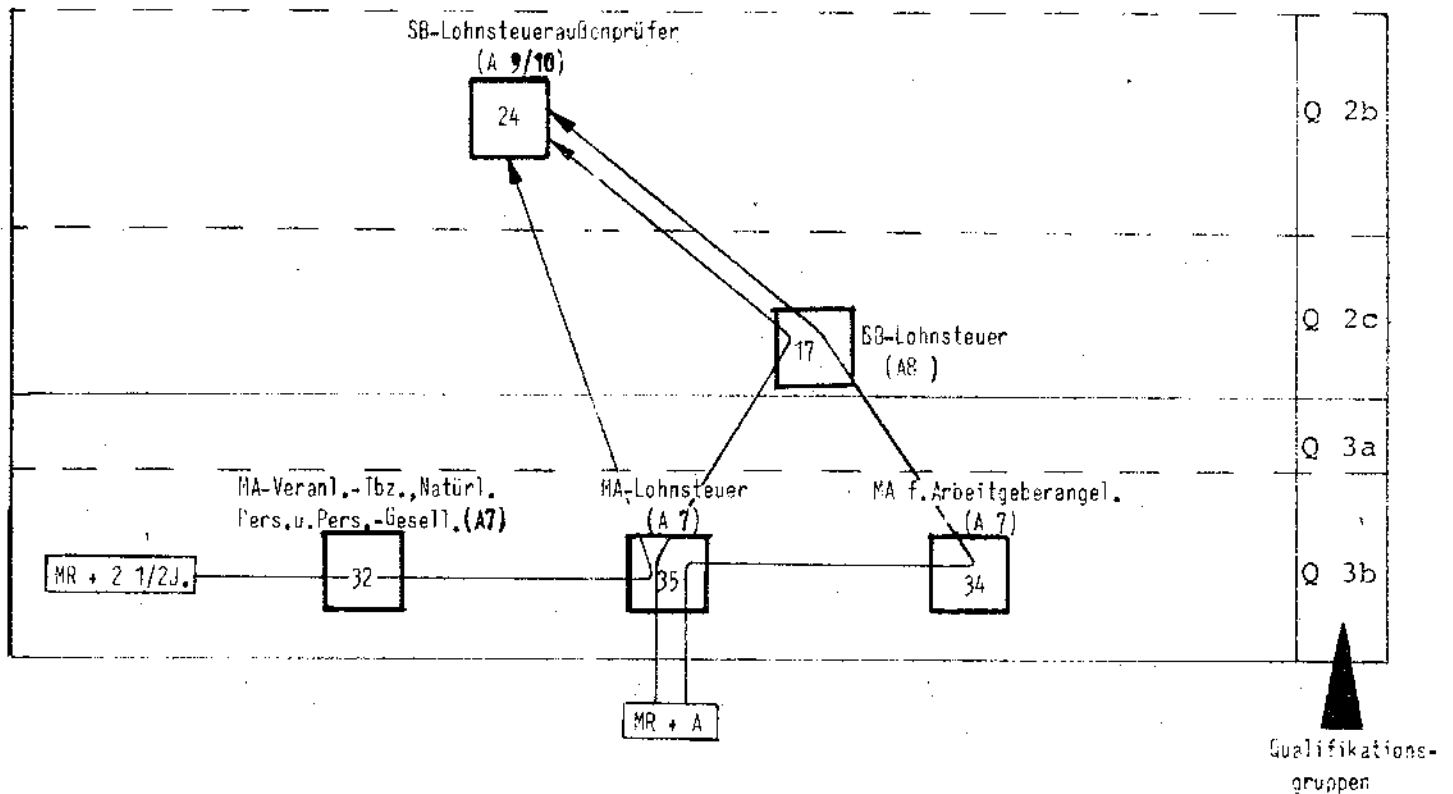 SB-Lohnsteueraußenprüfer
(A 9/10)
24
Q 2b
17
SB-Lohnsteuer
(A8 )
Q 2c
Q 3a
MA-Veranl.-Tbz.,Natürl.
Pers.u.Pers.-Gesell.(A7)
MA-Lohnsteuer
(A 7)
MA f.Arbeitgeberangel.
(A 7)
MR + 2 1/2J.
32
35
34
Q 3b
MR + A
Qualifikations-
gruppen